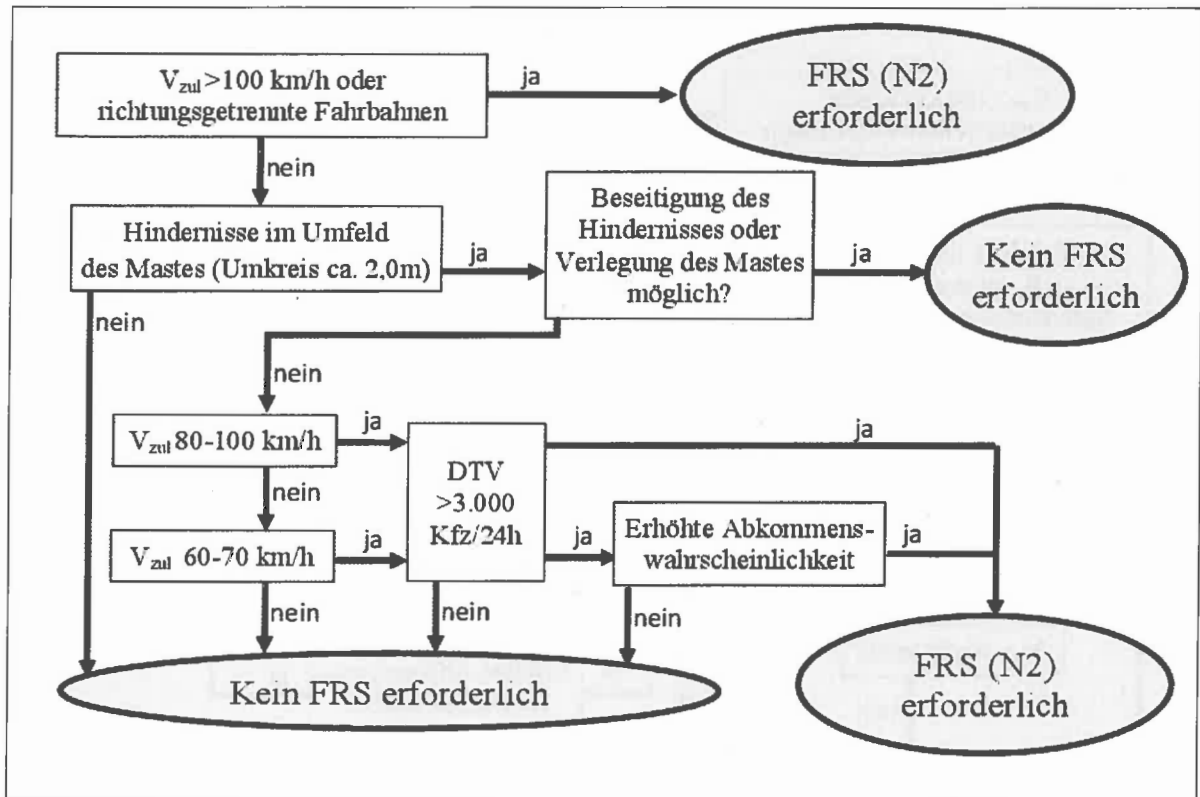 V_zul >100 km/h oder
richtungsgetrennte Fahrbahnen
ja
FRS (N2)
erforderlich
nein
Hindernisse im Umfeld
des Mastes (Umkreis ca. 2,0m)
ja
Beseitigung des
Hindernisses oder
Verlegung des Mastes
möglich?
ja
Kein FRS
erforderlich
nein
nein
V_zul 80-100 km/h
ja
DTV
>3.000
Kfz/24h
ja
nein
V_zul 60-70 km/h
ja
ja
Erhöhte Abkommens-
wahrscheinlichkeit
ja
nein
nein
nein
Kein FRS erforderlich
FRS (N2)
erforderlich